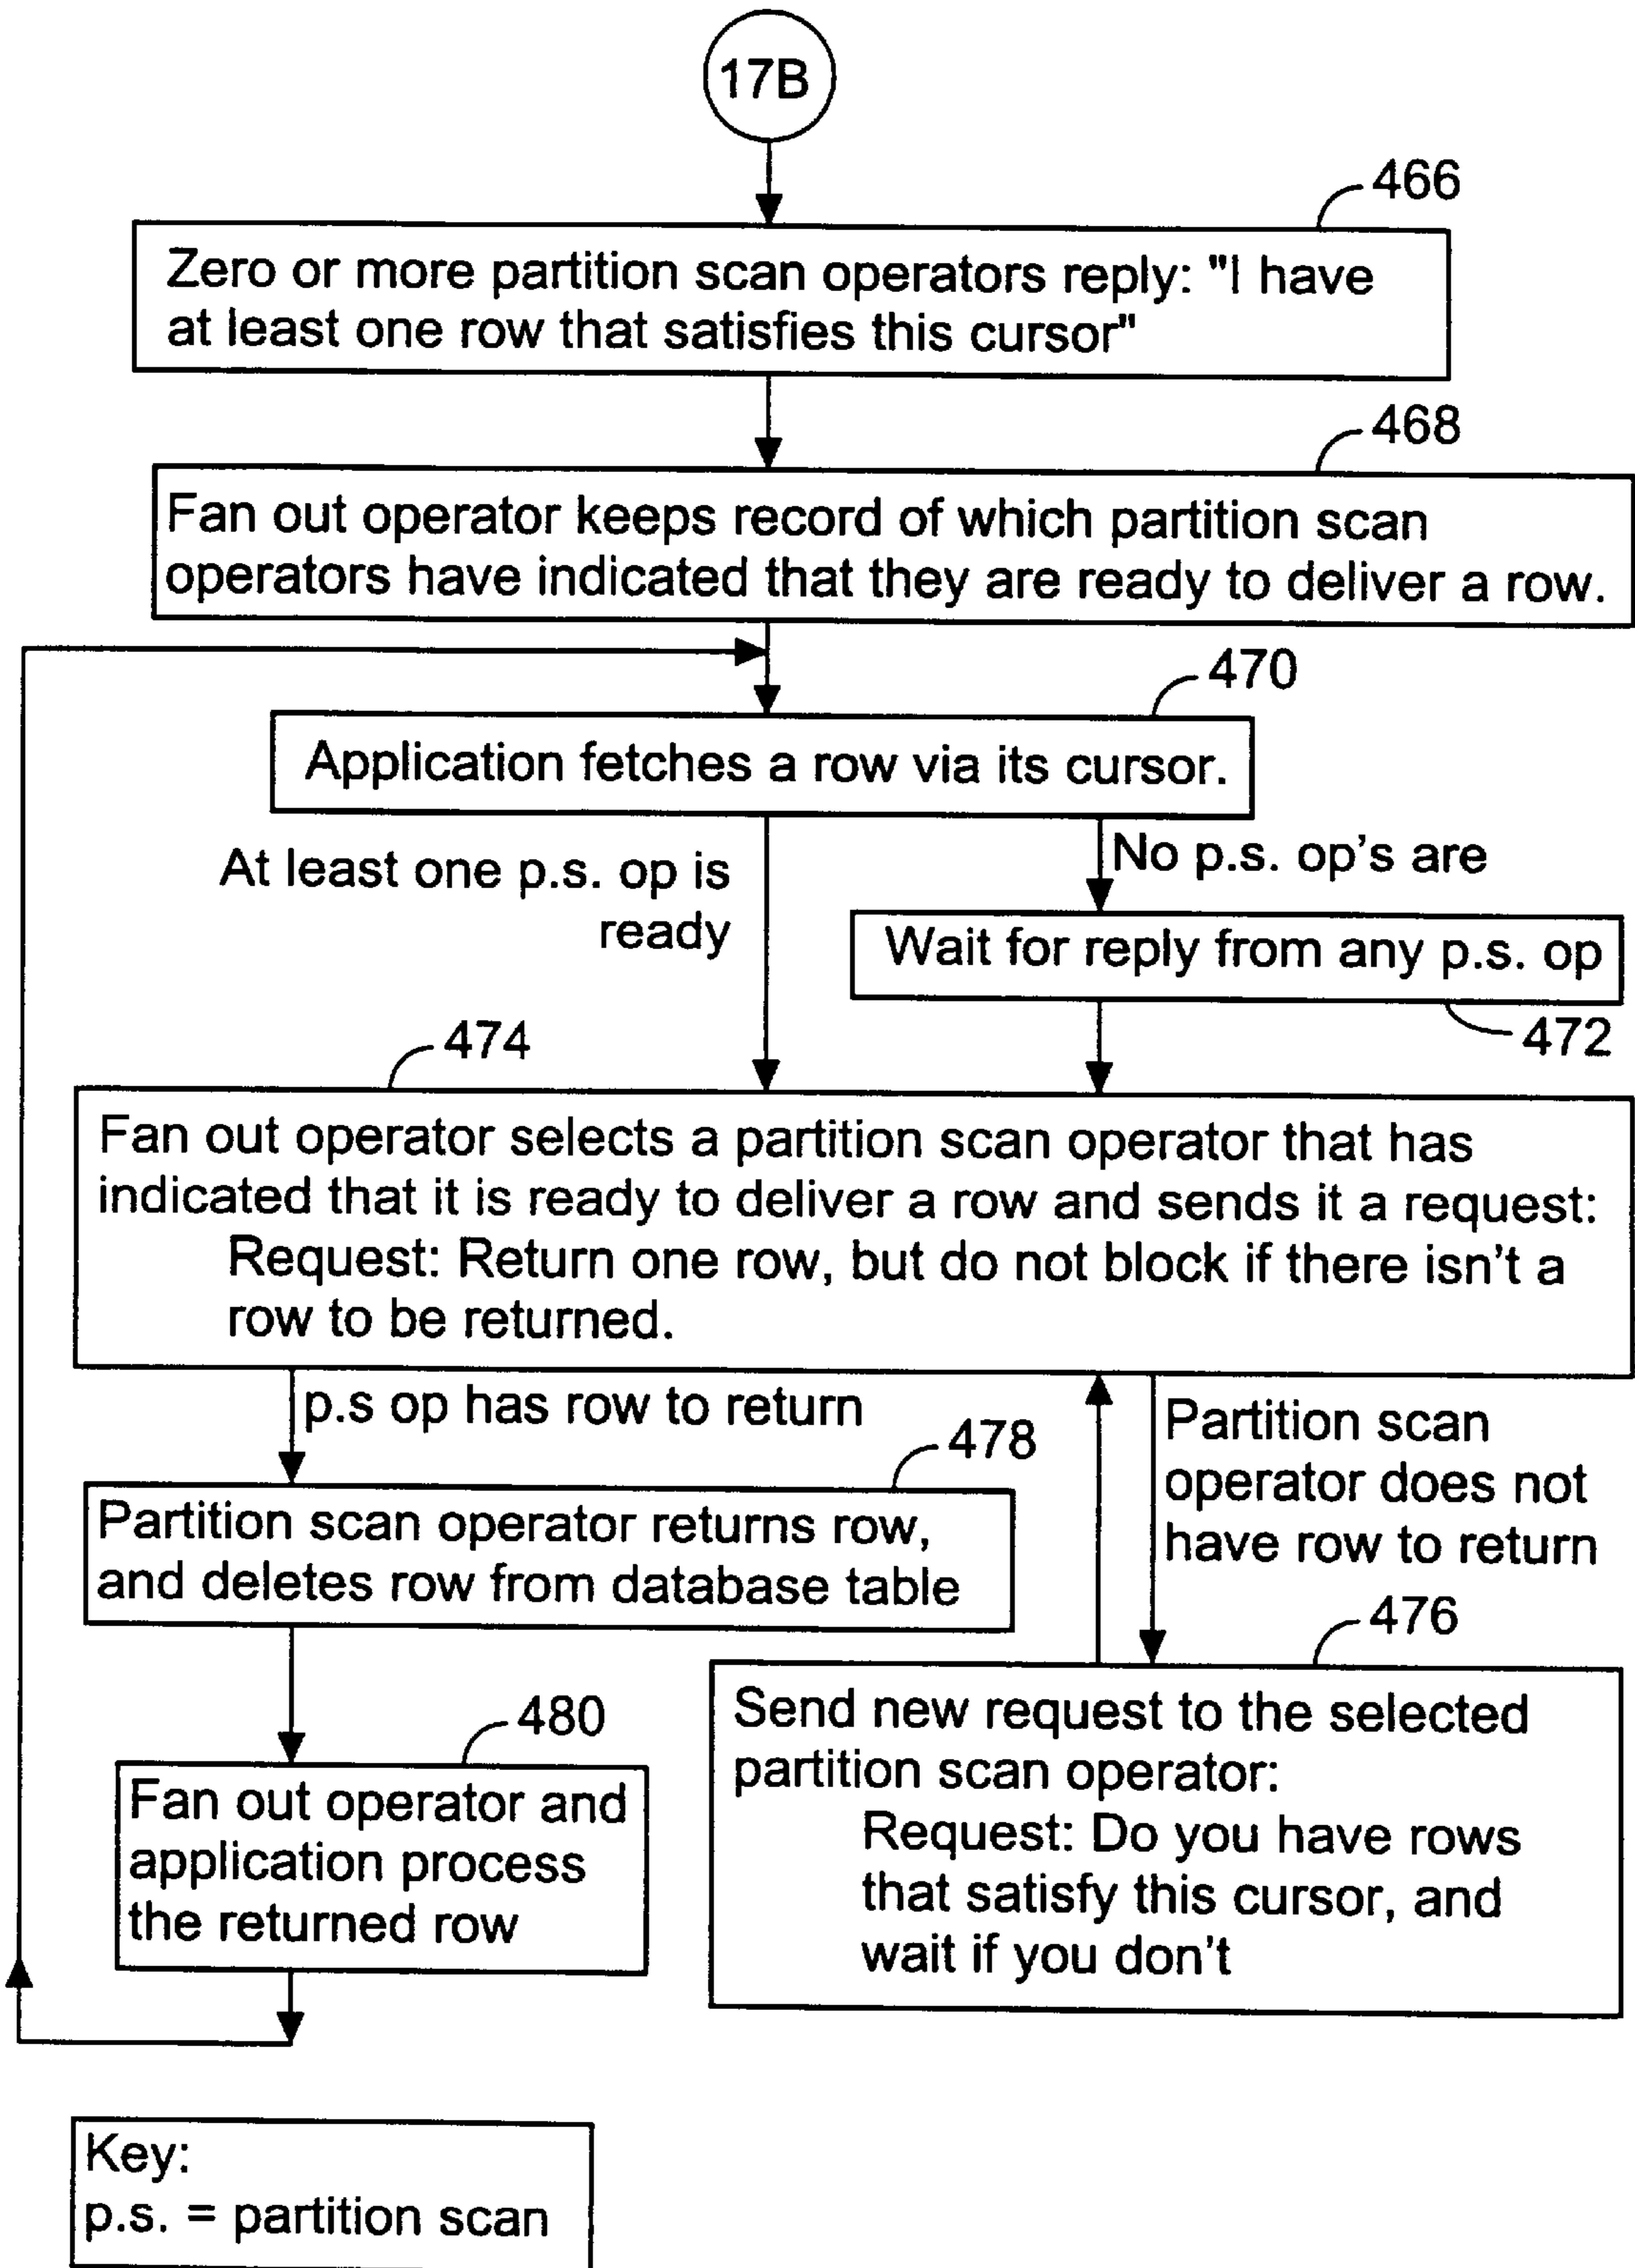 17B
466
Zero or more partition scan operators reply: "I have
at least one row that satisfies this cursor"
468
Fan out operator keeps record of which partition scan
operators have indicated that they are ready to deliver a row.
470
Application fetches a row via its cursor.
At least one p.s. op is
ready
No p.s. op's are
Wait for reply from any p.s. op
472
474
Fan out operator selects a partition scan operator that has
indicated that it is ready to deliver a row and sends it a request:
Request: Return one row, but do not block if there isn't a
row to be returned.
p.s op has row to return
Partition scan
operator does not
have row to return
478
Partition scan operator returns row,
and deletes row from database table
476
Send new request to the selected
partition scan operator:
Request: Do you have rows
that satisfy this cursor, and
wait if you don't
480
Fan out operator and
application process
the returned row
Key:
p.s. = partition scan